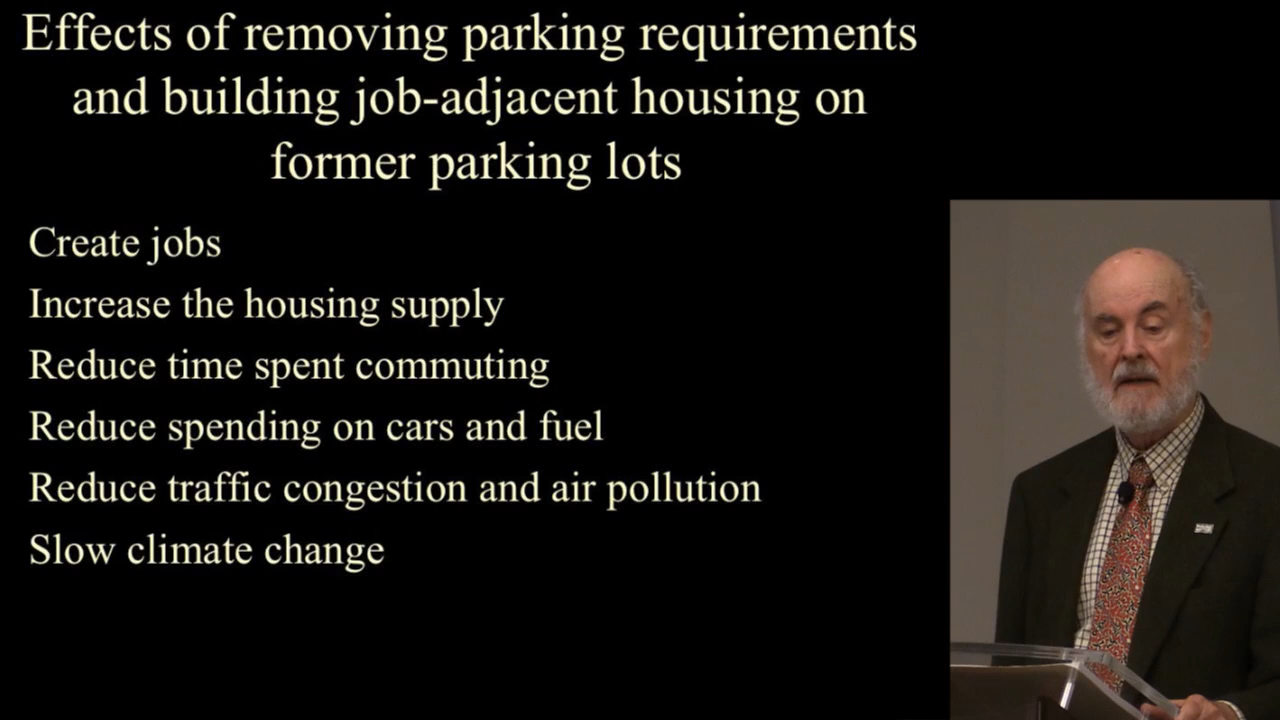 Effects of removing parking requirements
and building job-adjacent housing on
former parking lots
Create jobs
Increase the housing supply
Reduce time spent commuting
Reduce spending on cars and fuel
Reduce traffic congestion and air pollution
Slow climate change